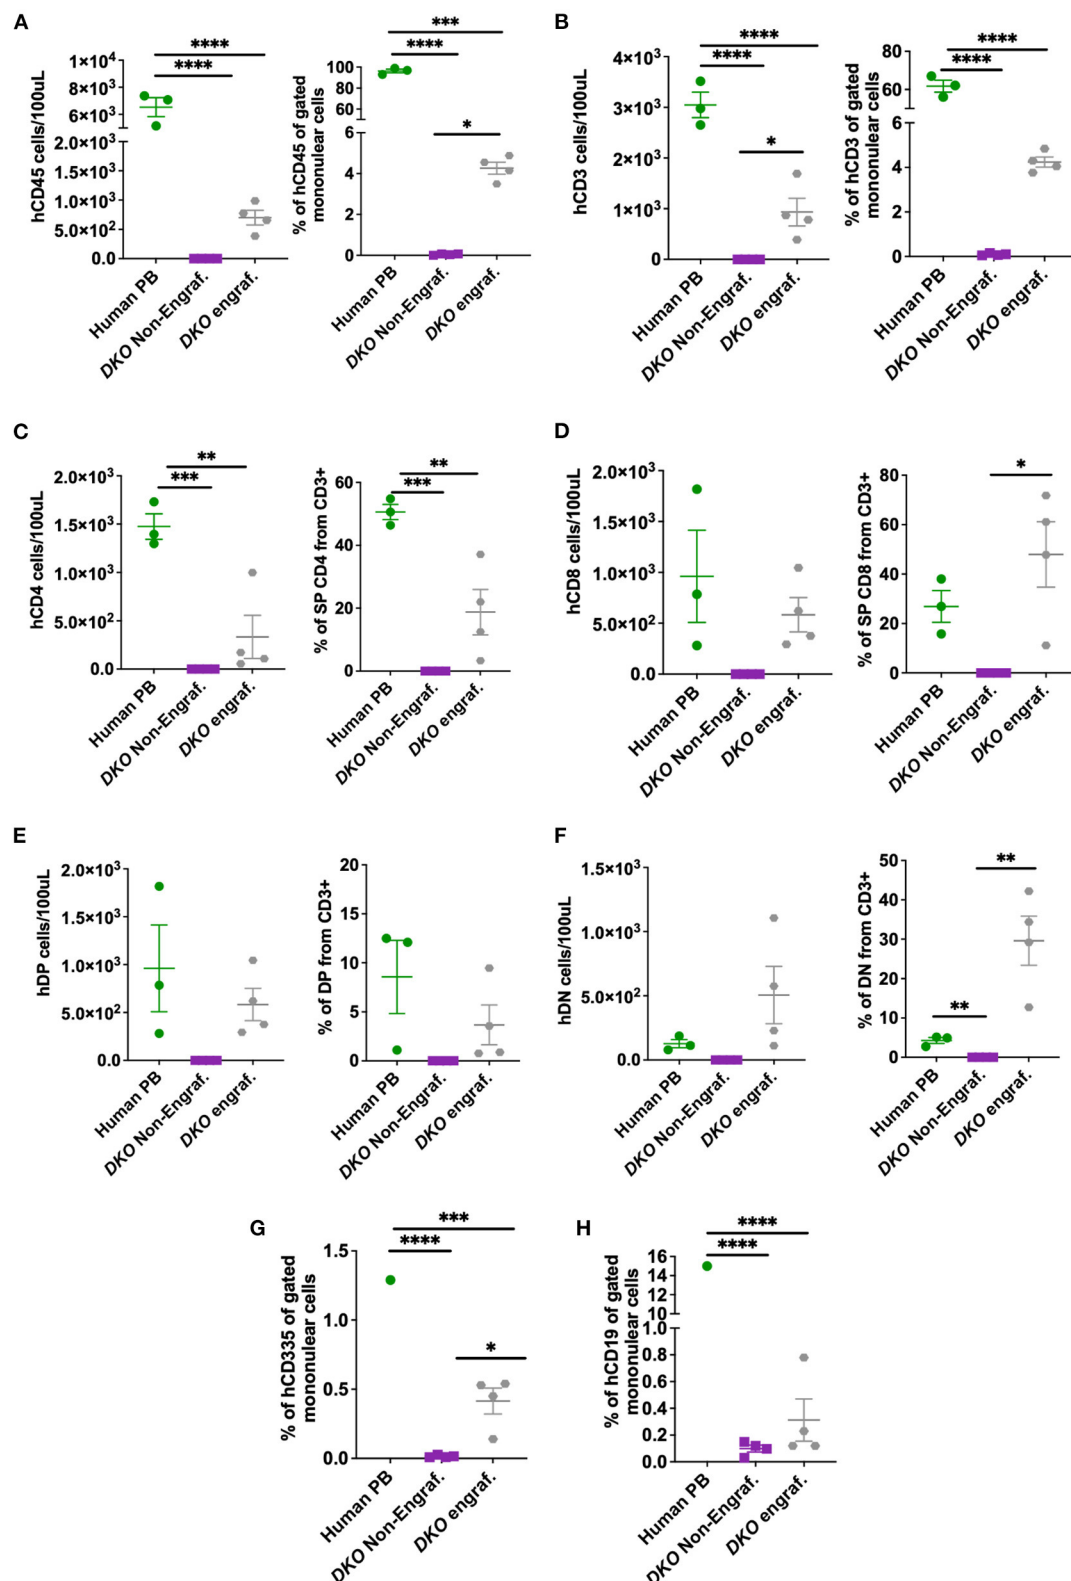 A
hCD45 cells/100uL
1×10⁴
9×10³
6×10³
3×10³
2.0×10³
1.5×10³
1.0×10³
5.0×10²
0.0
****
****
Human PB
DKO Non-Engraf.
DKO engraf.
% of hCD45 of gated
mononulear cells
100
80
60
6
4
2
0
***
****
*
Human PB
DKO Non-Engraf.
DKO engraf.
B
hCD3 cells/100uL
4×10³
3×10³
2×10³
1×10³
0
****
****
*
Human PB
DKO Non-Engraf.
DKO engraf.
% of hCD3 of gated
mononulear cells
80
60
6
4
2
0
****
****
Human PB
DKO Non-Engraf.
DKO engraf.
C
hCD4 cells/100uL
2.0×10³
1.5×10³
1.0×10³
5.0×10²
0.0
**
***
Human PB
DKO Non-Engraf.
DKO engraf.
% of SP CD4 from CD3+
60
40
20
0
**
***
Human PB
DKO Non-Engraf.
DKO engraf.
D
hCD8 cells/100uL
2.0×10³
1.5×10³
1.0×10³
5.0×10²
0.0
Human PB
DKO Non-Engraf.
DKO engraf.
% of SP CD8 from CD3+
80
60
40
20
0
*
Human PB
DKO Non-Engraf.
DKO engraf.
E
hDP cells/100uL
2.0×10³
1.5×10³
1.0×10³
5.0×10²
0.0
Human PB
DKO Non-Engraf.
DKO engraf.
% of DP from CD3+
20
15
10
5
0
Human PB
DKO Non-Engraf.
DKO engraf.
F
hDN cells/100uL
1.5×10³
1.0×10³
5.0×10²
0.0
Human PB
DKO Non-Engraf.
DKO engraf.
% of DN from CD3+
50
40
30
20
10
0
**
**
Human PB
DKO Non-Engraf.
DKO engraf.
G
% of hCD335 of gated
mononulear cells
1.5
1.0
0.5
0.0
***
****
*
Human PB
DKO Non-Engraf.
DKO engraf.
H
% of hCD19 of gated
mononulear cells
16
15
14
13
12
11
10
1.0
0.8
0.6
0.4
0.2
0.0
****
****
Human PB
DKO Non-Engraf.
DKO engraf.